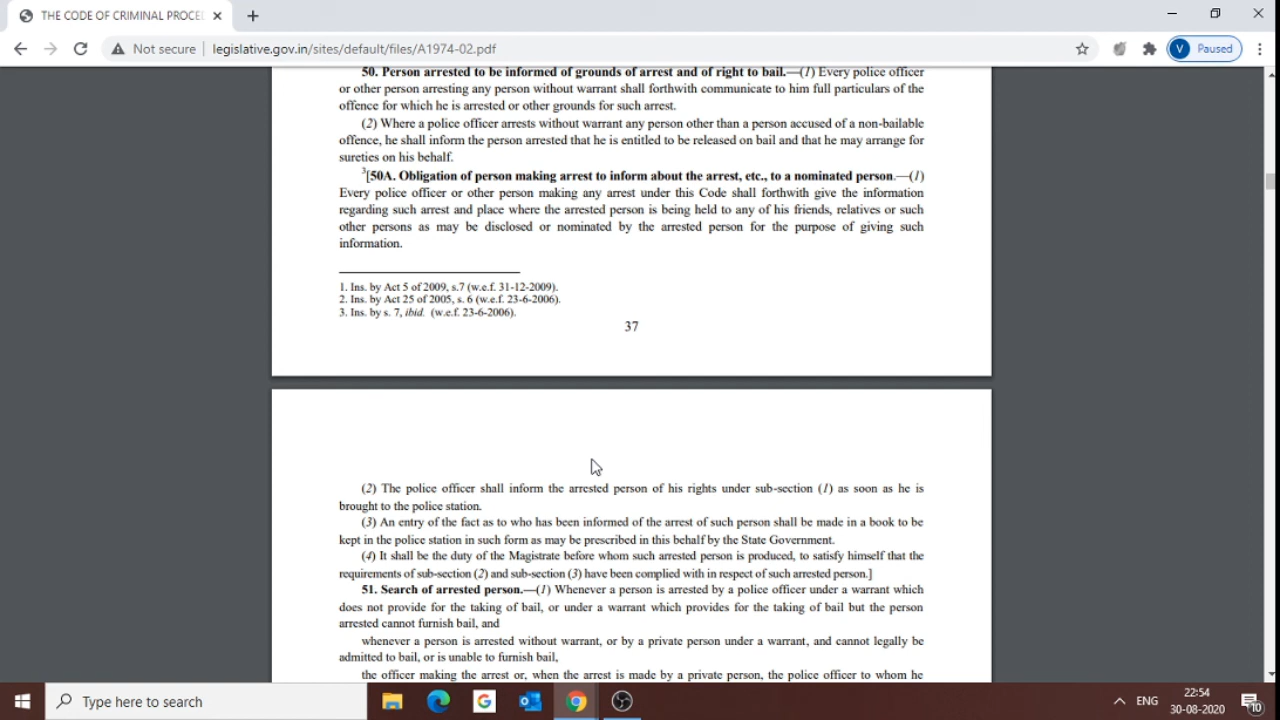 THE CODE OF CRIMINAL PROCE
Not secure
legislative.gov.in/sites/default/files/A1974-02.pdf
V
Paused
50. Person arrested to be informed of grounds of arrest and of right to bail.—(1) Every police officer
or other person arresting any person without warrant shall forthwith communicate to him full particulars of the
offence for which he is arrested or other grounds for such arrest.
(2) Where a police officer arrests without warrant any person other than a person accused of a non-bailable
offence, he shall inform the person arrested that he is entitled to be released on bail and that he may arrange for
sureties on his behalf.
3[50A. Obligation of person making arrest to inform about the arrest, etc., to a nominated person.—(1)
Every police officer or other person making any arrest under this Code shall forthwith give the information
regarding such arrest and place where the arrested person is being held to any of his friends, relatives or such
other persons as may be disclosed or nominated by the arrested person for the purpose of giving such
information.
1. Ins. by Act 5 of 2009, s.7 (w.e.f. 31-12-2009).
2. Ins. by Act 25 of 2005, s. 6 (w.e.f. 23-6-2006).
3. Ins. by s. 7, ibid. (w.e.f. 23-6-2006).
37
(2) The police officer shall inform the arrested person of his rights under sub-section (1) as soon as he is
brought to the police station.
(3) An entry of the fact as to who has been informed of the arrest of such person shall be made in a book to be
kept in the police station in such form as may be prescribed in this behalf by the State Government.
(4) It shall be the duty of the Magistrate before whom such arrested person is produced, to satisfy himself that the
requirements of sub-section (2) and sub-section (3) have been complied with in respect of such arrested person.]
51. Search of arrested person.—(1) Whenever a person is arrested by a police officer under a warrant which
does not provide for the taking of bail, or under a warrant which provides for the taking of bail but the person
arrested cannot furnish bail, and
whenever a person is arrested without warrant, or by a private person under a warrant, and cannot legally be
admitted to bail, or is unable to furnish bail,
the officer making the arrest or, when the arrest is made by a private person, the police officer to whom he
Type here to search
ENG
22:54
30-08-2020
10